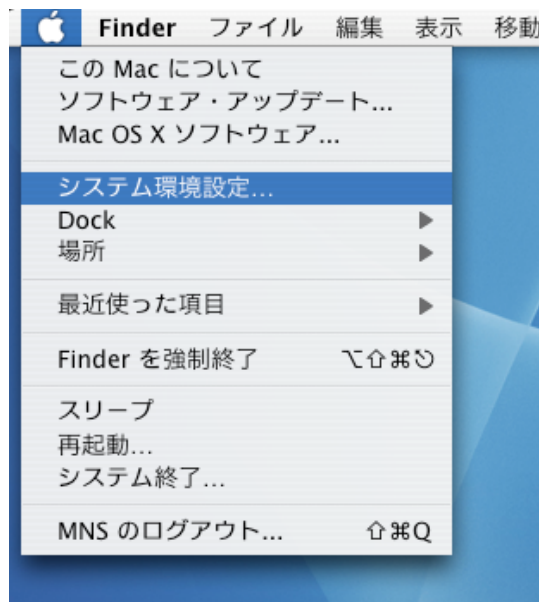 Finder ファイル 編集 表示 移動
この Mac について
ソフトウェア・アップデート...
Mac OS X ソフトウェア...
システム環境設定...
Dock ▶
場所 ▶
最近使った項目 ▶
Finder を強制終了 ⌥⇧⌘⎋
スリープ
再起動...
システム終了...
MNS のログアウト... ⇧⌘Q